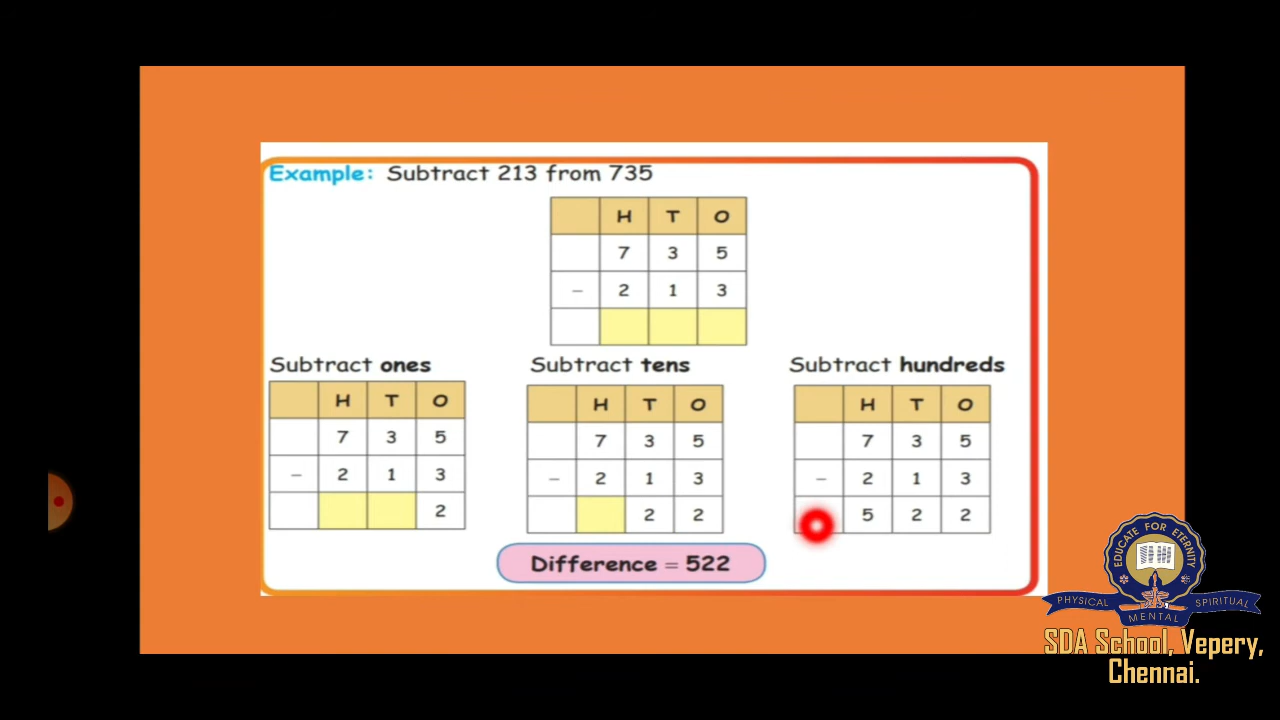 Example: Subtract 213 from 735
H T O
7 3 5
– 2 1 3
Subtract ones
H T O
7 3 5
– 2 1 3
2
Subtract tens
H T O
7 3 5
– 2 1 3
2 2
Subtract hundreds
H T O
7 3 5
– 2 1 3
5 2 2
Difference = 522
EDUCATE FOR ETERNITY
PHYSICAL
MENTAL
SPIRITUAL
SDA School, Vepery,
Chennai.